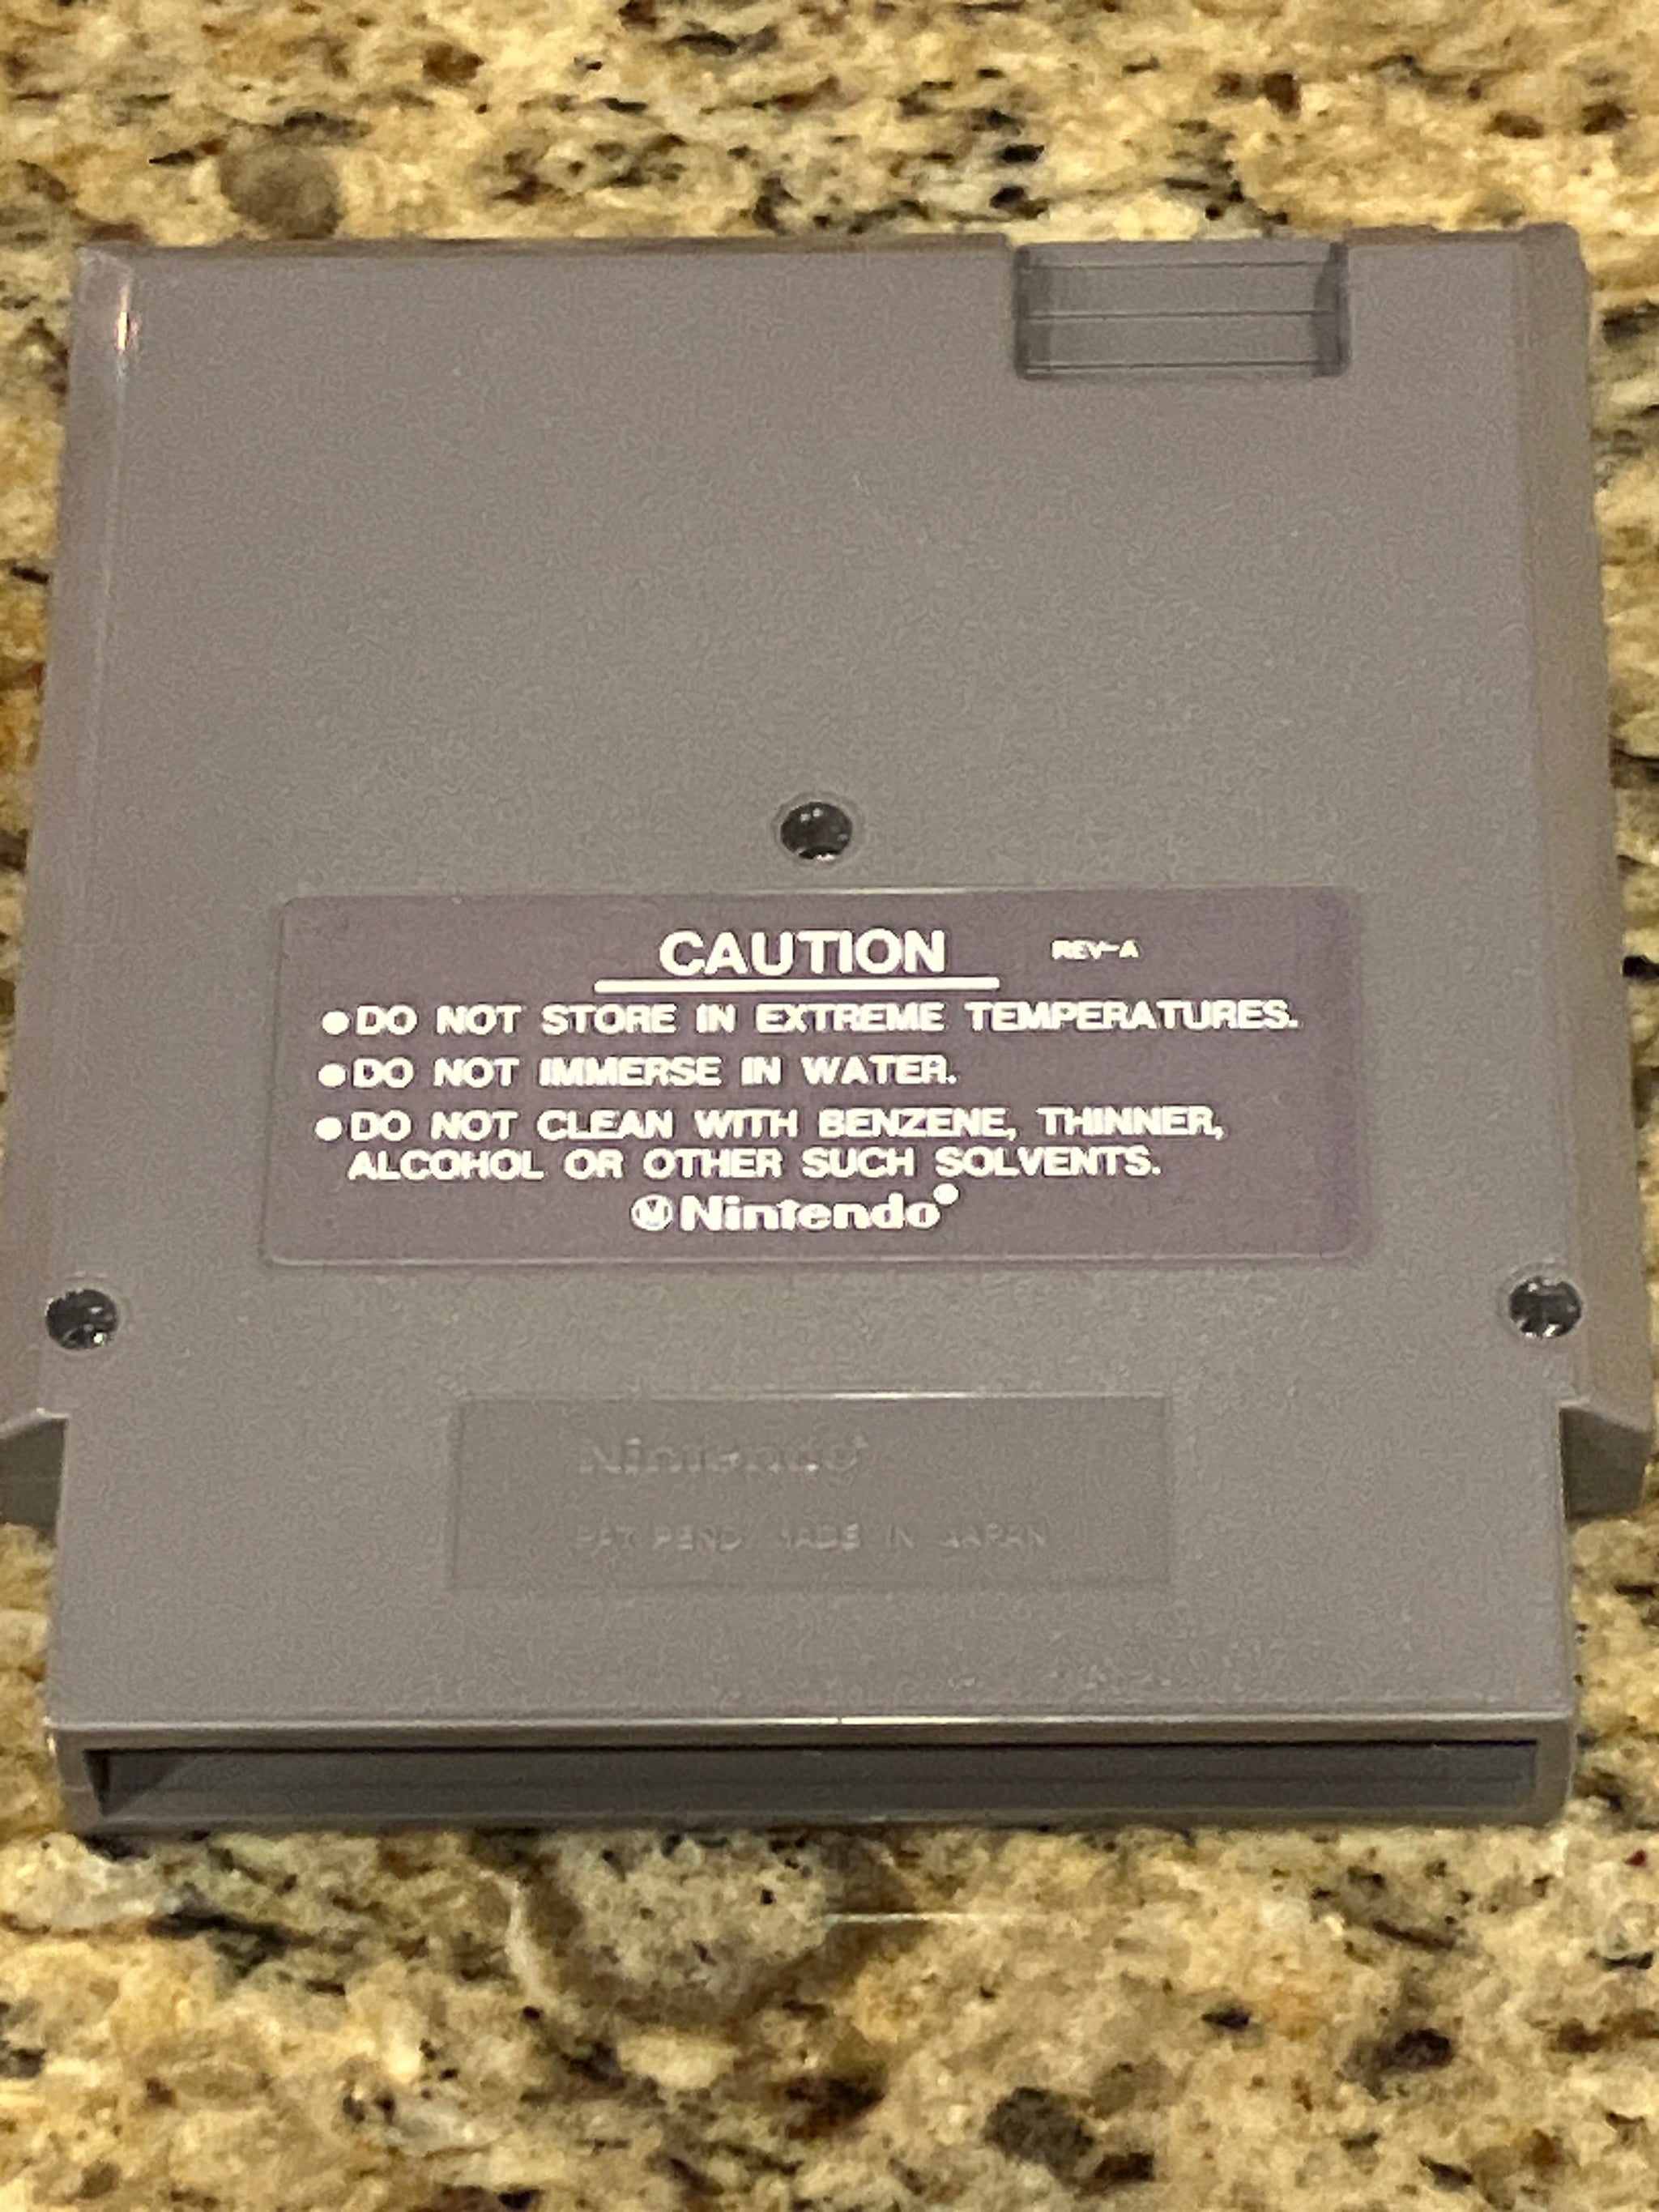 CAUTION REV-A
●DO NOT STORE IN EXTREME TEMPERATURES.
●DO NOT IMMERSE IN WATER.
●DO NOT CLEAN WITH BENZENE, THINNER,
ALCOHOL OR OTHER SUCH SOLVENTS.
Ⓜ Nintendo®
Nintendo®
PAT. PEND. MADE IN JAPAN